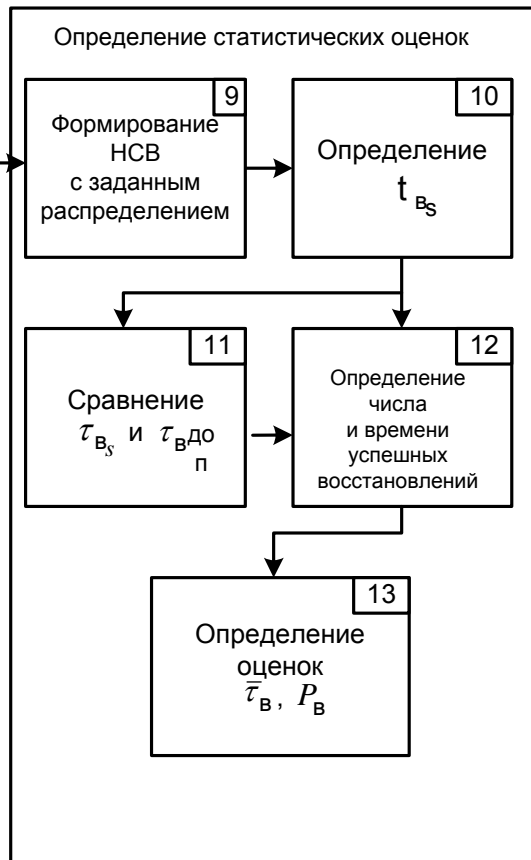 Определение статистических оценок
9
Формирование
НСВ
с заданным
распределением
10
Определение
t вs
11
Сравнение
τвs и τвдо
п
12
Определение
числа
и времени
успешных
восстановлений
13
Определение
оценок
τ̅в, Pв